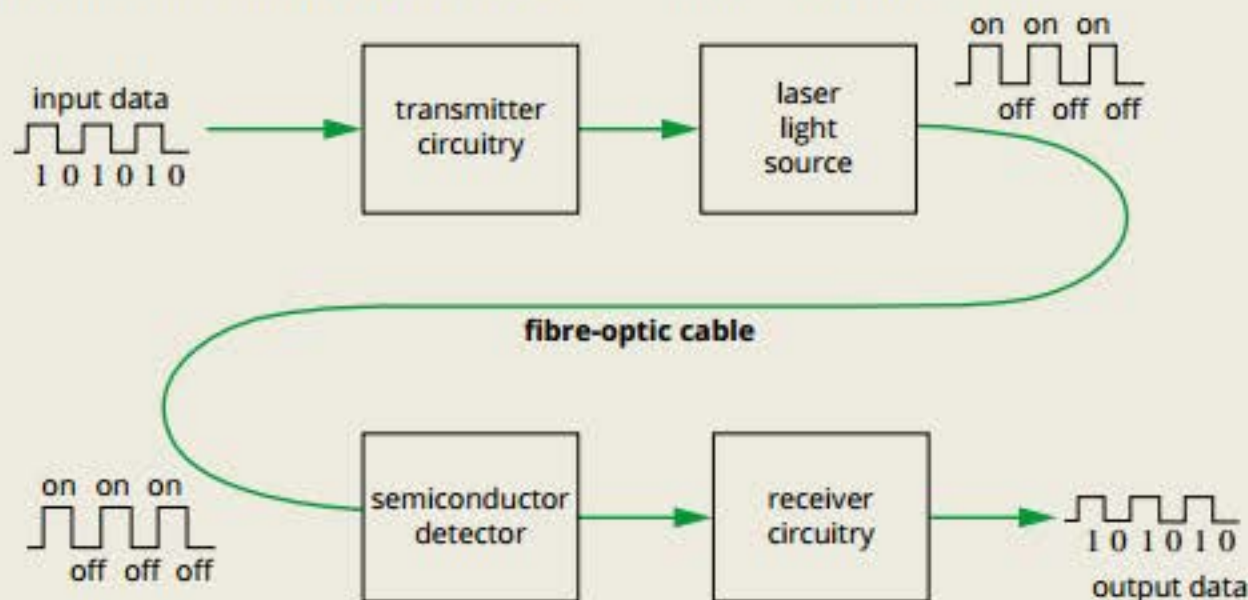 input data
1 0 1 0 1 0
transmitter
circuitry
laser
light
source
on on on
off off off
fibre-optic cable
on on on
off off off
semiconductor
detector
receiver
circuitry
1 0 1 0 1 0
output data